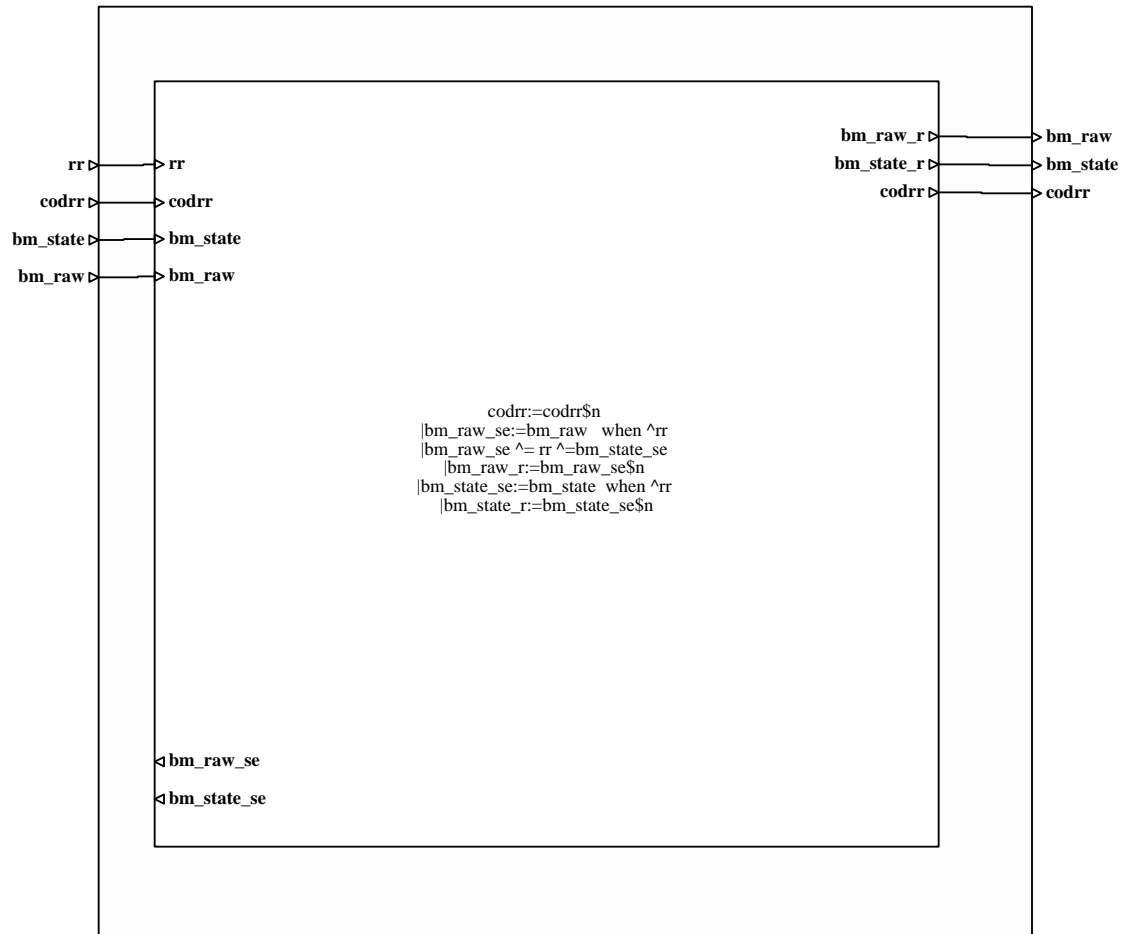 bm_raw_r
bm_raw
rr
rr
bm_state_r
bm_state
codrr
codrr
codrr
codrr
bm_state
bm_state
bm_raw
bm_raw
codrr:=codrr$n
|bm_raw_se:=bm_raw when ^rr
|bm_raw_se ^= rr ^=bm_state_se
|bm_raw_r:=bm_raw_se$n
|bm_state_se:=bm_state when ^rr
|bm_state_r:=bm_state_se$n
bm_raw_se
bm_state_se